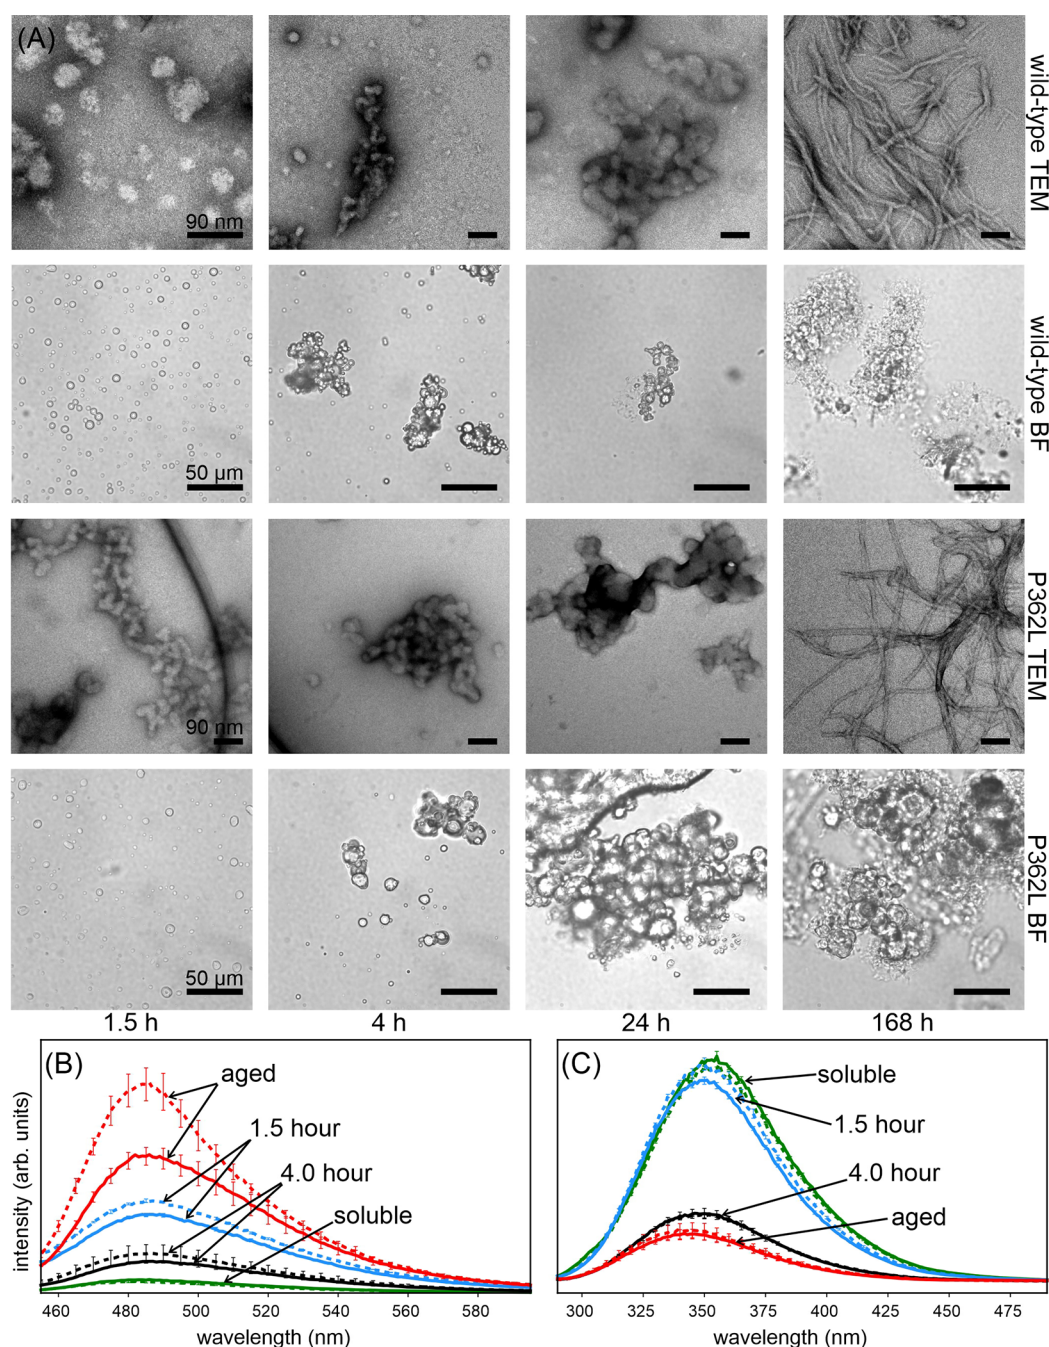 (A)
90 nm
wild-type TEM
50 µm
wild-type BF
90 nm
P362L TEM
50 µm
P362L BF
1.5 h 4 h 24 h 168 h
(B)
aged
1.5 hour
4.0 hour
soluble
intensity (arb. units)
460 480 500 520 540 560 580
wavelength (nm)
(C)
soluble
1.5 hour
4.0 hour
aged
300 325 350 375 400 425 450 475
wavelength (nm)